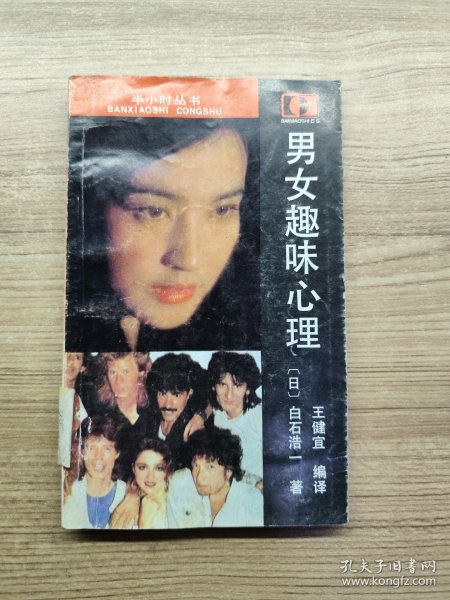 半小时丛书
BANXIAOSHI CONGSHU
BANXIAOSHI C S
男女趣味心理
〔日〕白石浩一 著
王健宜 编译
孔夫子旧书网
www.kongfz.com